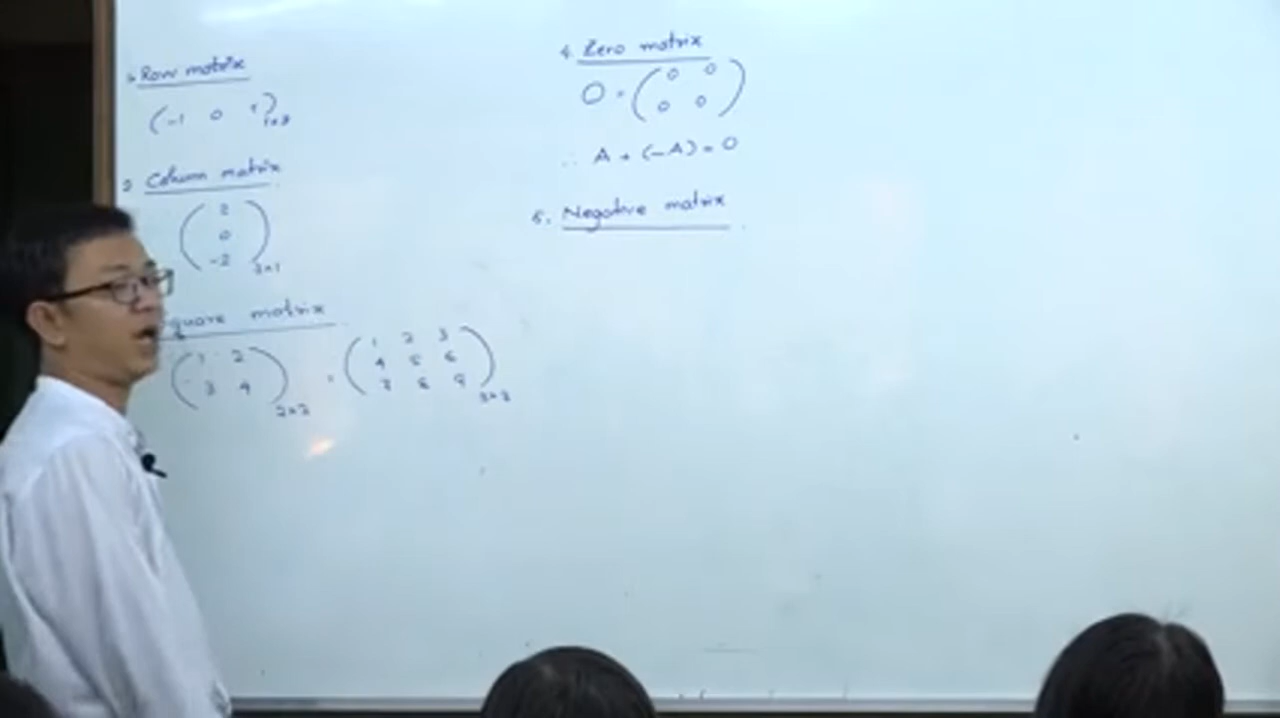 1. Row matrix
(-1 0 1)1×3
2. Column matrix
2
0
-2
3×1
quare matrix
1 2
3 4
2×2
,
1 2 3
4 5 6
7 8 9
3×3
4. Zero matrix
O = 0 0
0 0
∴ A + (-A) = O
5. Negative matrix